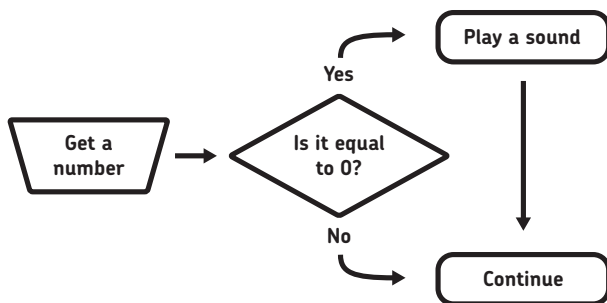 Get a
number
Is it equal
to 0?
Yes
Play a sound
No
Continue